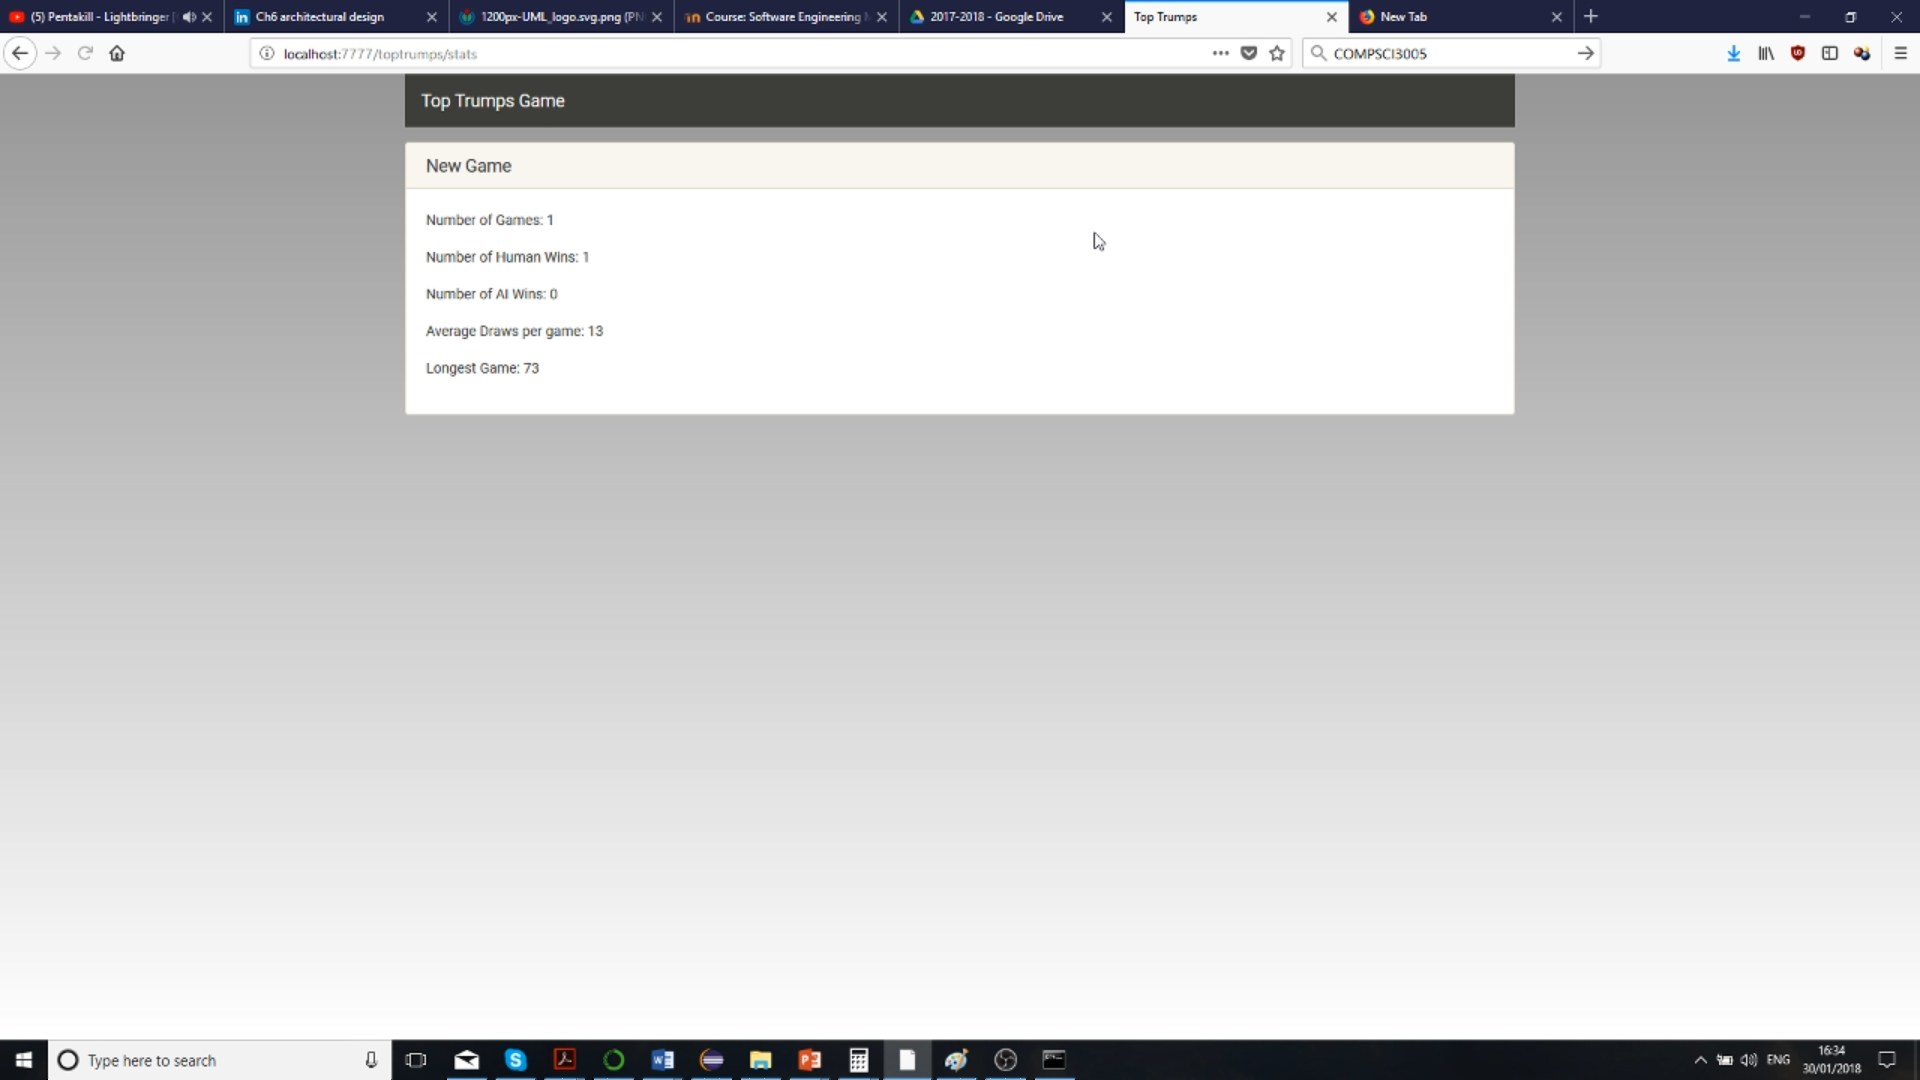 (5) Pentakill - Lightbringer
Ch6 architectural design
1200px-UML_logo.svg.png (PN
Course: Software Engineering
2017-2018 - Google Drive
Top Trumps
New Tab
localhost:7777/toptrumps/stats
COMPSCI3005
Top Trumps Game
New Game
Number of Games: 1
Number of Human Wins: 1
Number of AI Wins: 0
Average Draws per game: 13
Longest Game: 73
Type here to search
ENG
16:34
30/01/2018